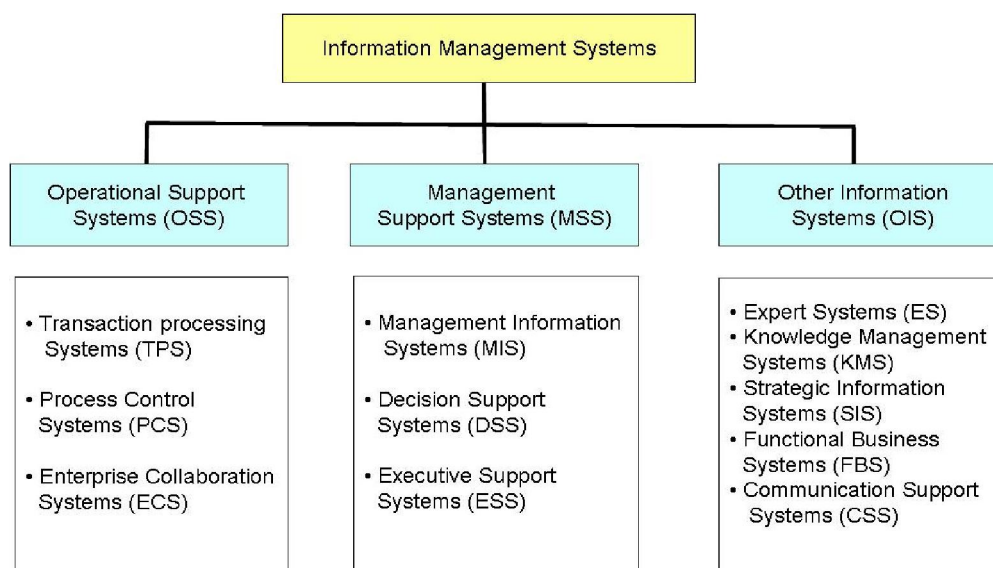 Information Management Systems
Operational Support
Systems (OSS)
Management
Support Systems (MSS)
Other Information
Systems (OIS)
• Transaction processing
Systems (TPS)
• Process Control
Systems (PCS)
• Enterprise Collaboration
Systems (ECS)
• Management Information
Systems (MIS)
• Decision Support
Systems (DSS)
• Executive Support
Systems (ESS)
• Expert Systems (ES)
• Knowledge Management
Systems (KMS)
• Strategic Information
Systems (SIS)
• Functional Business
Systems (FBS)
• Communication Support
Systems (CSS)